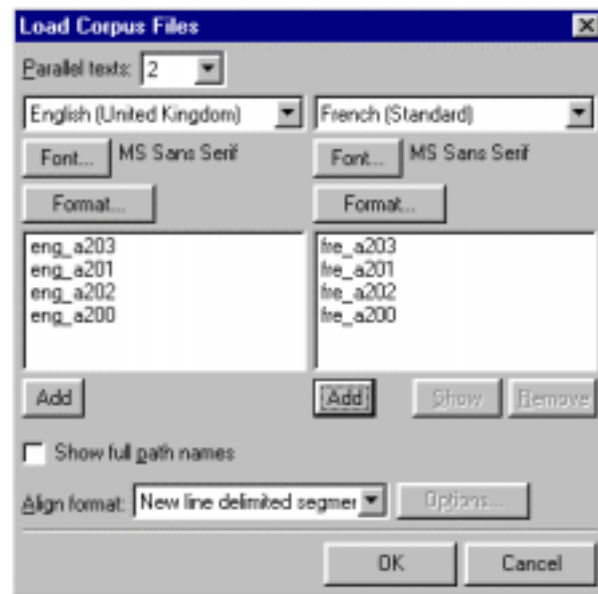 Load Corpus Files
Parallel texts: 2
English (United Kingdom) French (Standard)
Font... MS Sans Serif Font... MS Sans Serif
Format... Format...
eng_a203 fre_a203
eng_a201 fre_a201
eng_a202 fre_a202
eng_a200 fre_a200
Add Add Show Remove
Show full path names
Align format: New line delimited segmer Options...
OK Cancel